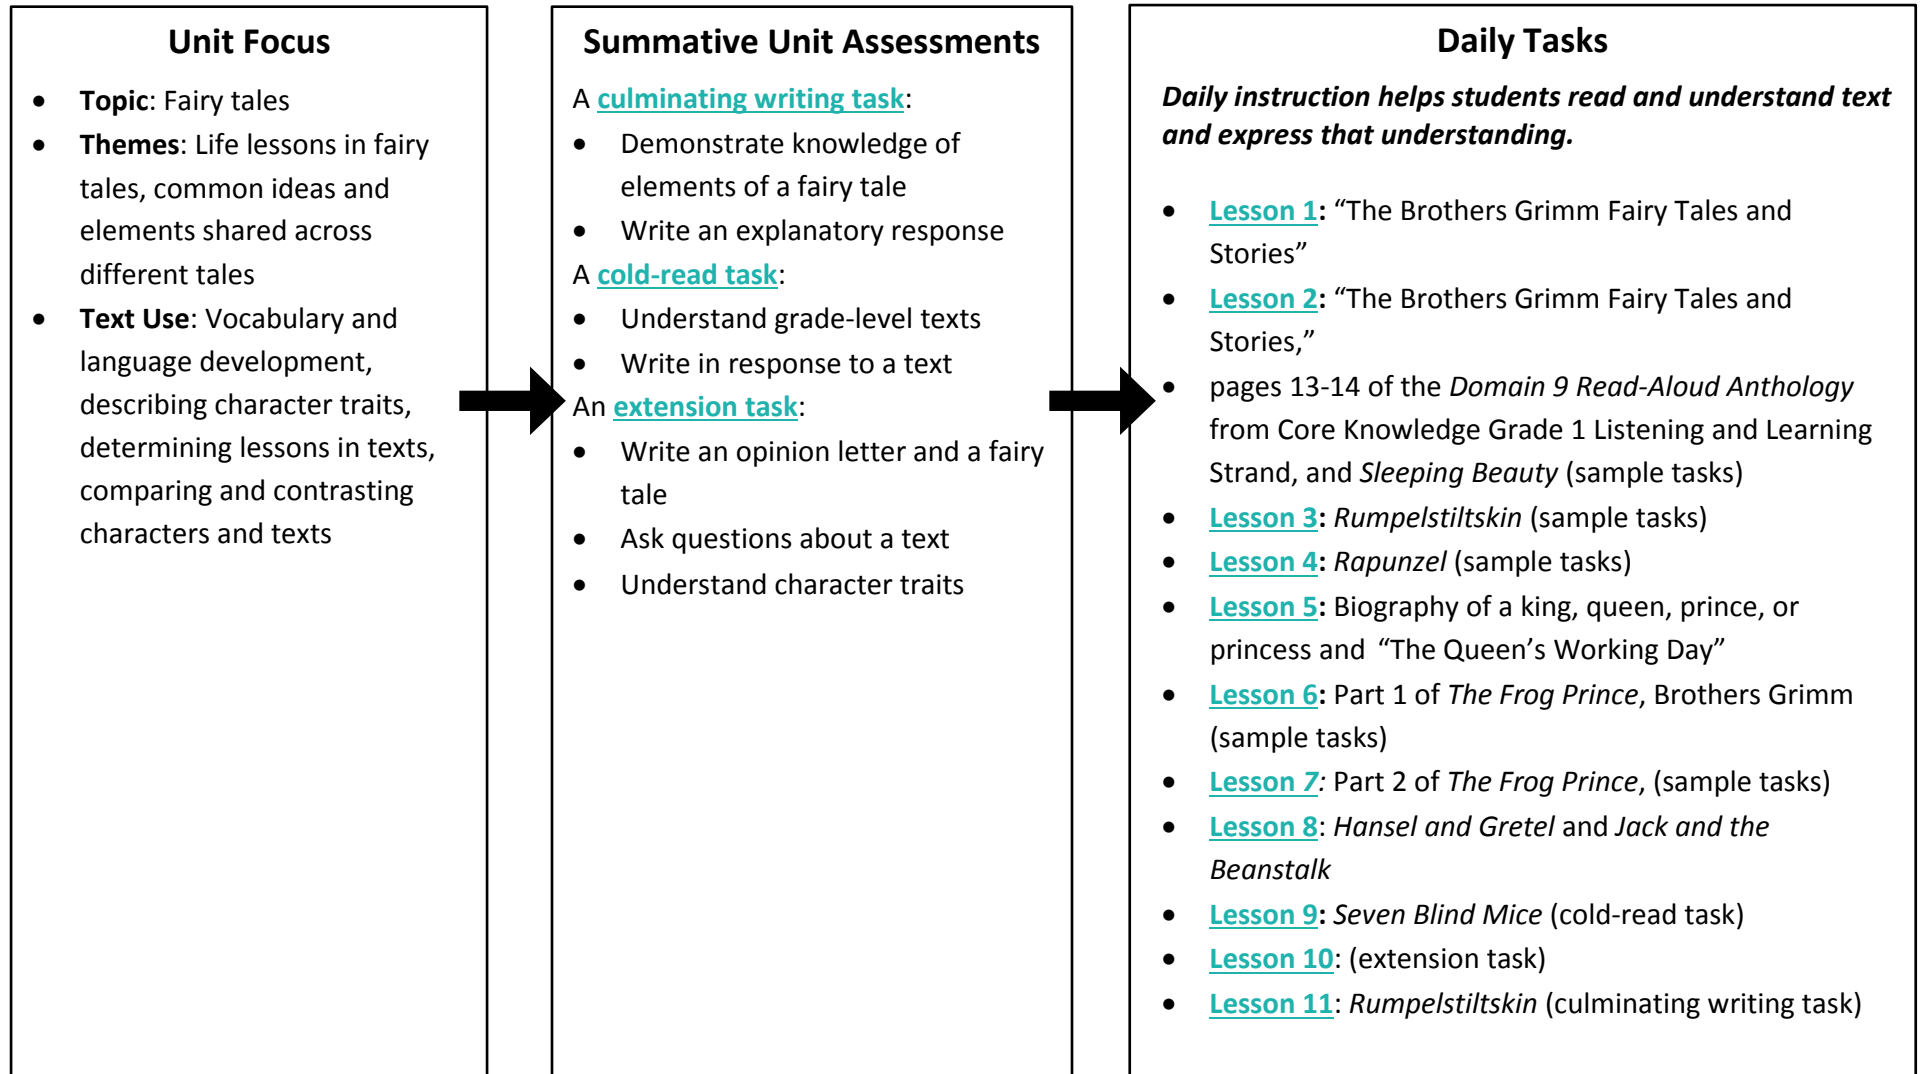 Unit Focus
• Topic: Fairy tales
• Themes: Life lessons in fairy
tales, common ideas and
elements shared across
different tales
• Text Use: Vocabulary and
language development,
describing character traits,
determining lessons in texts,
comparing and contrasting
characters and texts
Summative Unit Assessments
A culminating writing task:
• Demonstrate knowledge of
elements of a fairy tale
• Write an explanatory response
A cold-read task:
• Understand grade-level texts
• Write in response to a text
An extension task:
• Write an opinion letter and a fairy
tale
• Ask questions about a text
• Understand character traits
Daily Tasks
Daily instruction helps students read and understand text
and express that understanding.
• Lesson 1: “The Brothers Grimm Fairy Tales and
Stories”
• Lesson 2: “The Brothers Grimm Fairy Tales and
Stories,”
• pages 13-14 of the Domain 9 Read-Aloud Anthology
from Core Knowledge Grade 1 Listening and Learning
Strand, and Sleeping Beauty (sample tasks)
• Lesson 3: Rumpelstiltskin (sample tasks)
• Lesson 4: Rapunzel (sample tasks)
• Lesson 5: Biography of a king, queen, prince, or
princess and “The Queen’s Working Day”
• Lesson 6: Part 1 of The Frog Prince, Brothers Grimm
(sample tasks)
• Lesson 7: Part 2 of The Frog Prince, (sample tasks)
• Lesson 8: Hansel and Gretel and Jack and the
Beanstalk
• Lesson 9: Seven Blind Mice (cold-read task)
• Lesson 10: (extension task)
• Lesson 11: Rumpelstiltskin (culminating writing task)